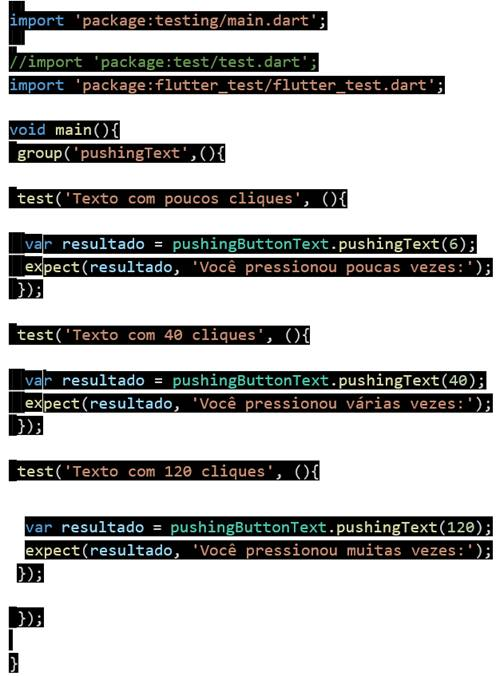 import 'package:testing/main.dart';
//import 'package:test/test.dart';
import 'package:flutter_test/flutter_test.dart';
void main(){
group('pushingText',(){
test('Texto com poucos cliques', (){
var resultado = pushingButtonText.pushingText(6);
expect(resultado, 'Você pressionou poucas vezes:');
});
test('Texto com 40 cliques', (){
var resultado = pushingButtonText.pushingText(40);
expect(resultado, 'Você pressionou várias vezes:');
});
test('Texto com 120 cliques', (){
var resultado = pushingButtonText.pushingText(120);
expect(resultado, 'Você pressionou muitas vezes:');
});
});
}